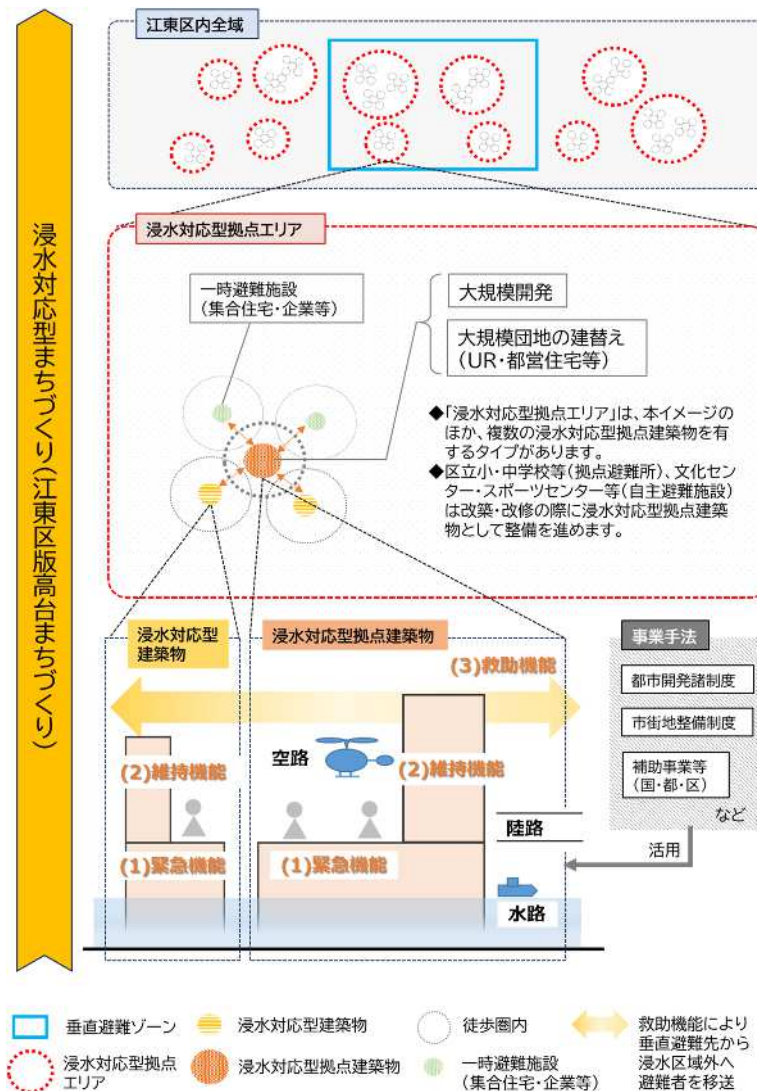 江東区内全域
浸水対応型まちづくり(江東区版高台まちづくり)
浸水対応型拠点エリア
一時避難施設
(集合住宅・企業等)
大規模開発
大規模団地の建替え
(UR・都営住宅等)
◆「浸水対応型拠点エリア」は、本イメージの
ほか、複数の浸水対応型拠点建築物を有
するタイプがあります。
◆区立小・中学校等(拠点避難所)、文化セン
ター・スポーツセンター等(自主避難施設)
は改築・改修の際に浸水対応型拠点建築
物として整備を進めます。
浸水対応型
建築物
浸水対応型拠点建築物
(3)救助機能
空路
(2)維持機能
(2)維持機能
陸路
(1)緊急機能
(1)緊急機能
水路
事業手法
都市開発諸制度
市街地整備制度
補助事業等
(国・都・区)
など
活用
垂直避難ゾーン
浸水対応型建築物
徒歩圏内
救助機能により
垂直避難先から
浸水区域外へ
避難者を移送
浸水対応型拠点
エリア
浸水対応型拠点建築物
一時避難施設
(集合住宅・企業等)